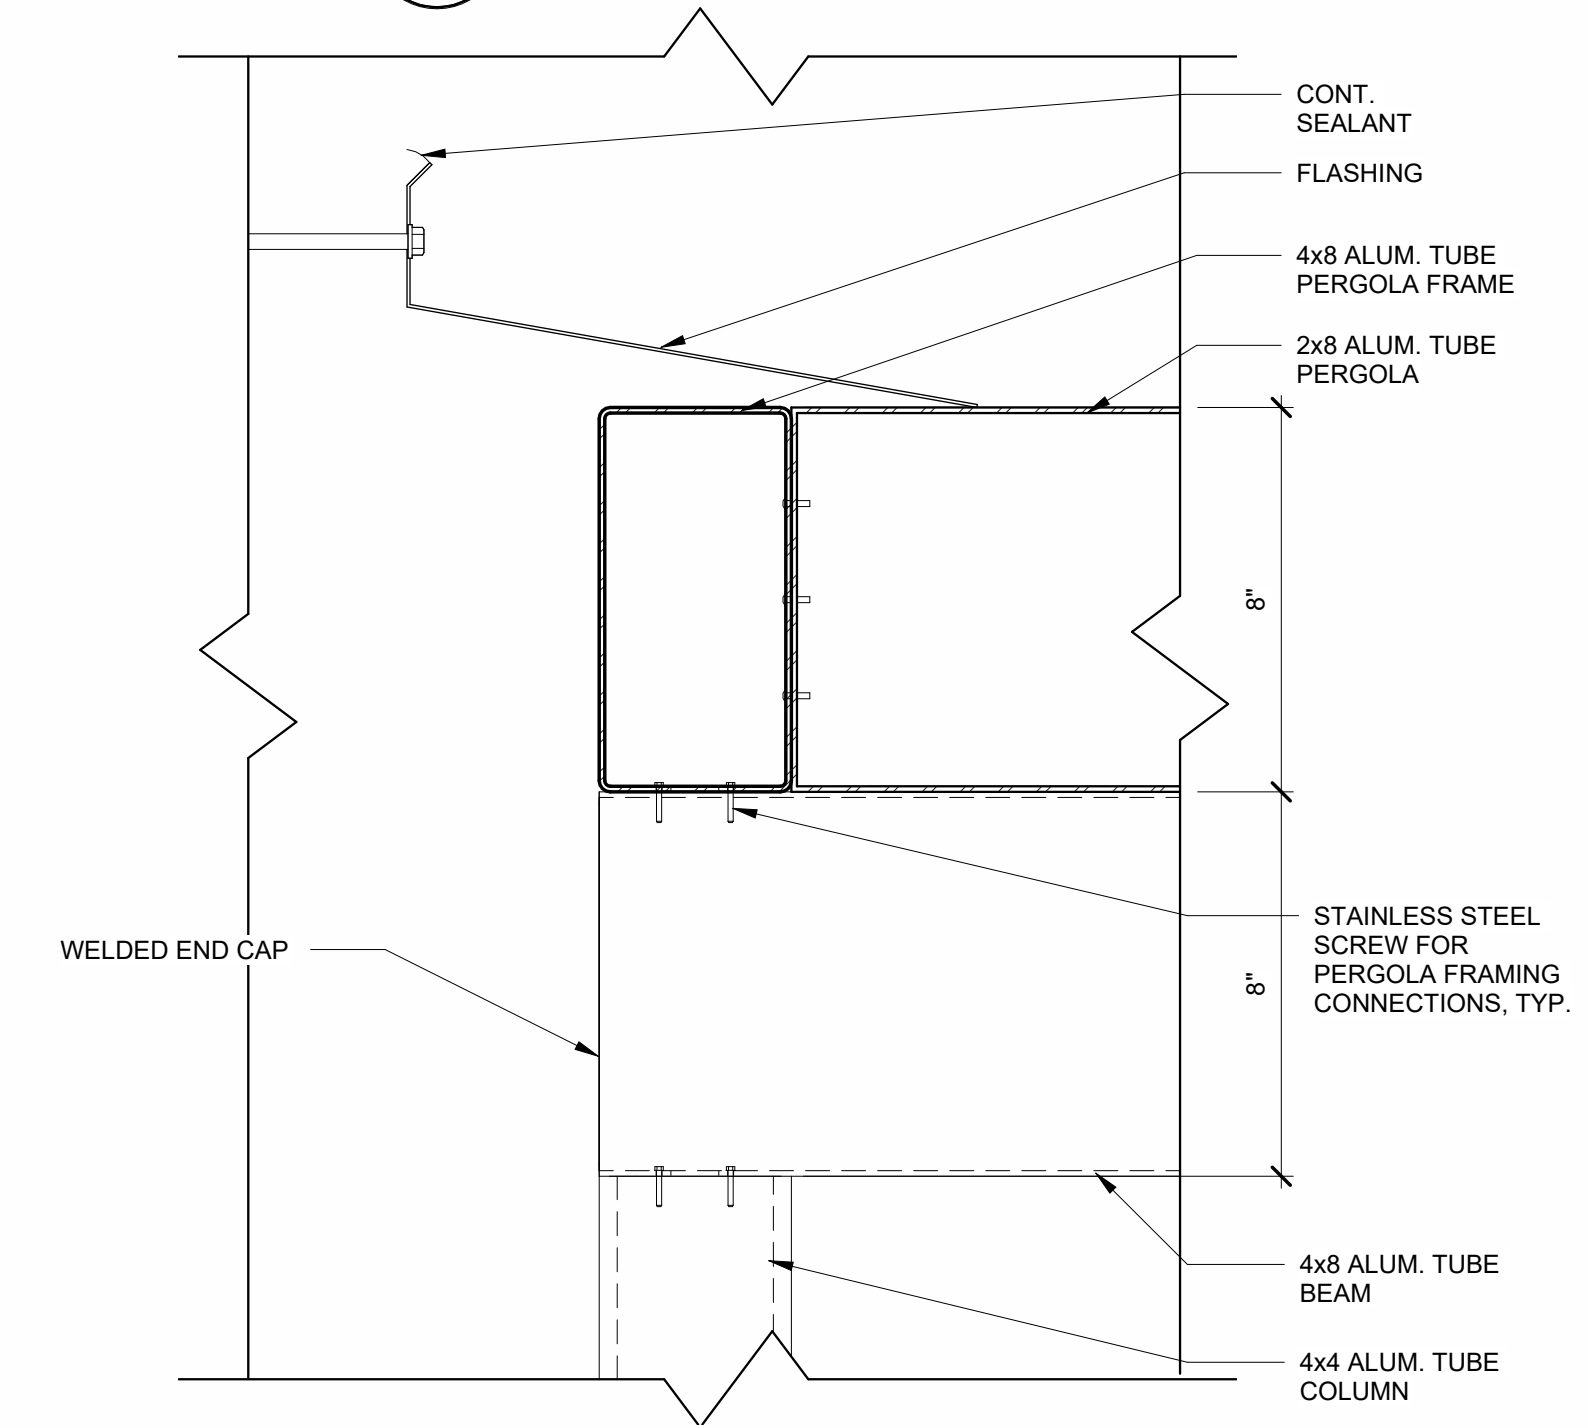 CONT.
SEALANT
FLASHING
4x8 ALUM. TUBE
PERGOLA FRAME
2x8 ALUM. TUBE
PERGOLA
8"
STAINLESS STEEL
SCREW FOR
PERGOLA FRAMING
CONNECTIONS, TYP.
WELDED END CAP
8"
4x8 ALUM. TUBE
BEAM
4x4 ALUM. TUBE
COLUMN